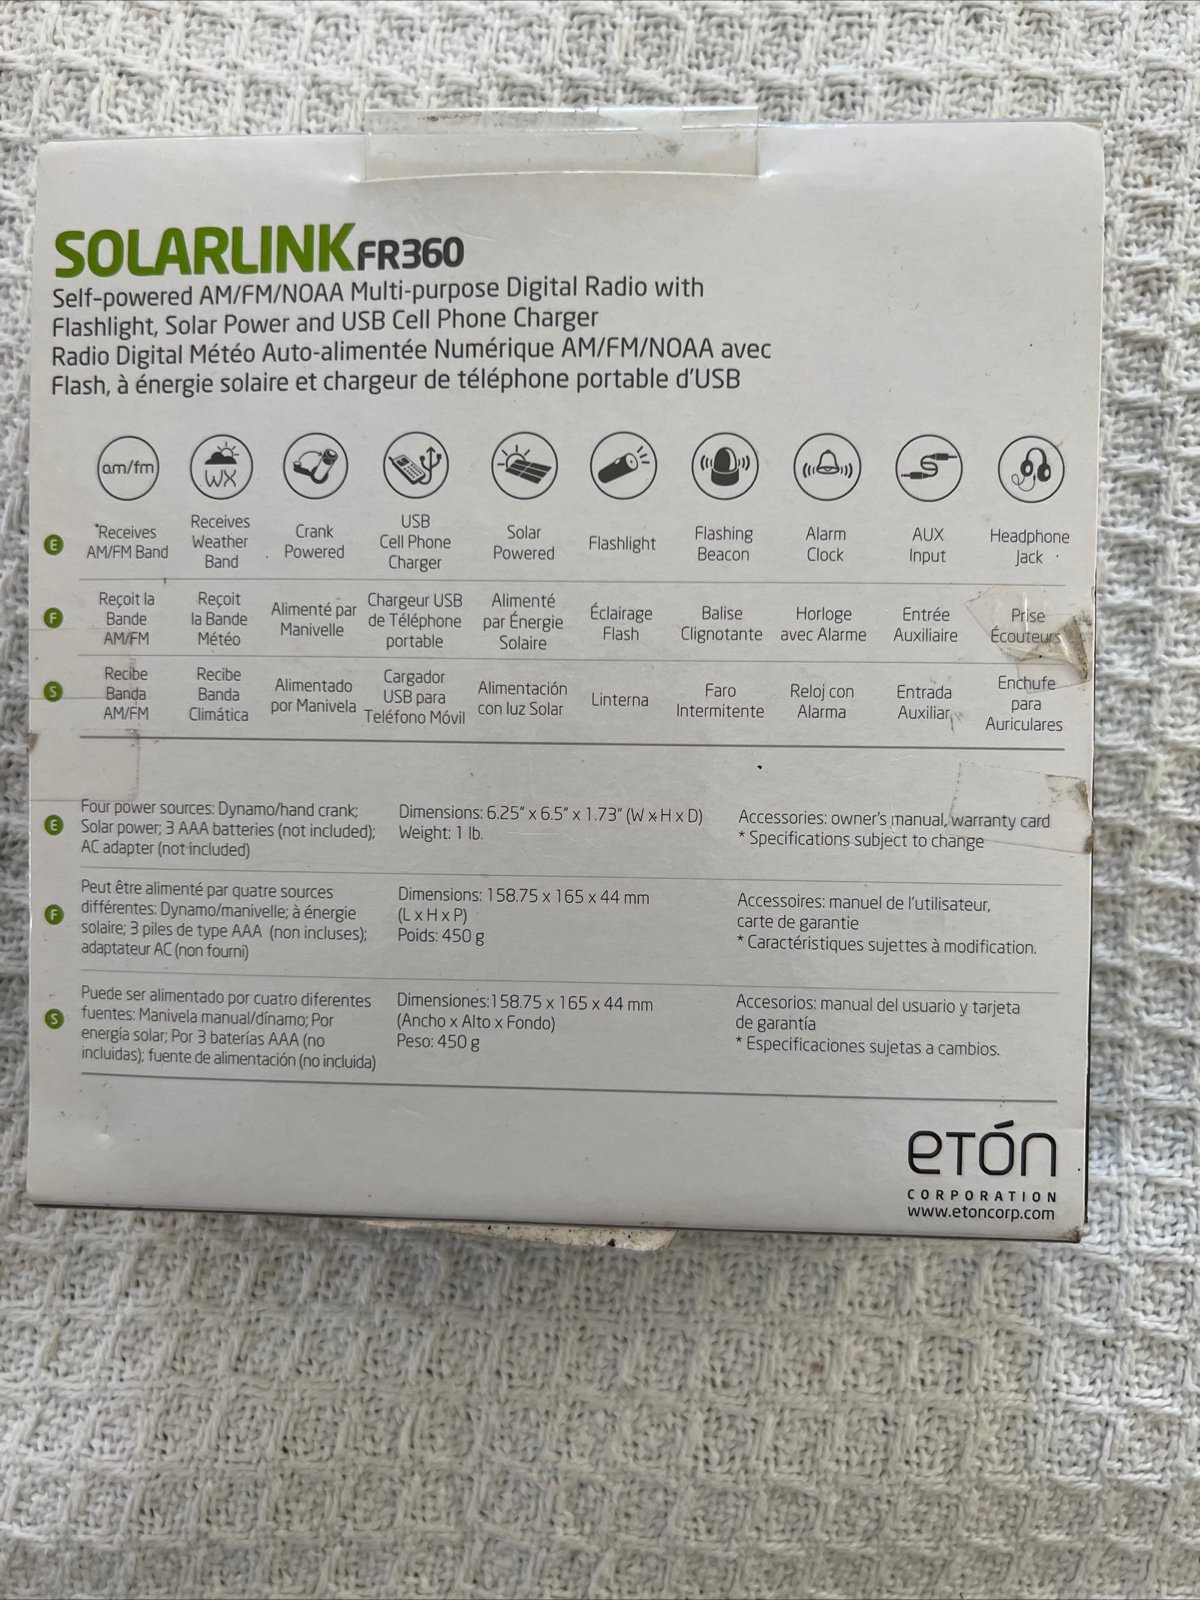 SOLARLINK FR360
Self-powered AM/FM/NOAA Multi-purpose Digital Radio with
Flashlight, Solar Power and USB Cell Phone Charger
Radio Digital Météo Auto-alimentée Numérique AM/FM/NOAA avec
Flash, à énergie solaire et chargeur de téléphone portable d'USB
am/fm
WX
E
*Receives
AM/FM Band
Receives
Weather
Band
Crank
Powered
USB
Cell Phone
Charger
Solar
Powered
Flashlight
Flashing
Beacon
Alarm
Clock
AUX
Input
Headphone
Jack
F
Reçoit la
Bande
AM/FM
Reçoit
la Bande
Météo
Alimenté par
Manivelle
Chargeur USB
de Téléphone
portable
Alimenté
par Énergie
Solaire
Éclairage
Flash
Balise
Clignotante
Horloge
avec Alarme
Entrée
Auxiliaire
Prise
Écouteurs
S
Recibe
Banda
AM/FM
Recibe
Banda
Climática
Alimentado
por Manivela
Cargador
USB para
Teléfono Móvil
Alimentación
con luz Solar
Linterna
Faro
Intermitente
Reloj con
Alarma
Entrada
Auxiliar
Enchufe
para
Auriculares
E
Four power sources: Dynamo/hand crank;
Solar power; 3 AAA batteries (not included);
AC adapter (not included)
Dimensions: 6.25" x 6.5" x 1.73" (W x H x D)
Weight: 1 lb.
Accessories: owner's manual, warranty card
* Specifications subject to change
F
Peut être alimenté par quatre sources
différentes: Dynamo/manivelle; à énergie
solaire; 3 piles de type AAA (non incluses);
adaptateur AC (non fourni)
Dimensions: 158.75 x 165 x 44 mm
(L x H x P)
Poids: 450 g
Accessoires: manuel de l'utilisateur,
carte de garantie
* Caractéristiques sujettes à modification.
S
Puede ser alimentado por cuatro diferentes
fuentes: Manivela manual/dínamo; Por
energía solar; Por 3 baterías AAA (no
incluidas); fuente de alimentación (no incluida)
Dimensiones:158.75 x 165 x 44 mm
(Ancho x Alto x Fondo)
Peso: 450 g
Accesorios: manual del usuario y tarjeta
de garantía
* Especificaciones sujetas a cambios.
etón
CORPORATION
www.etoncorp.com